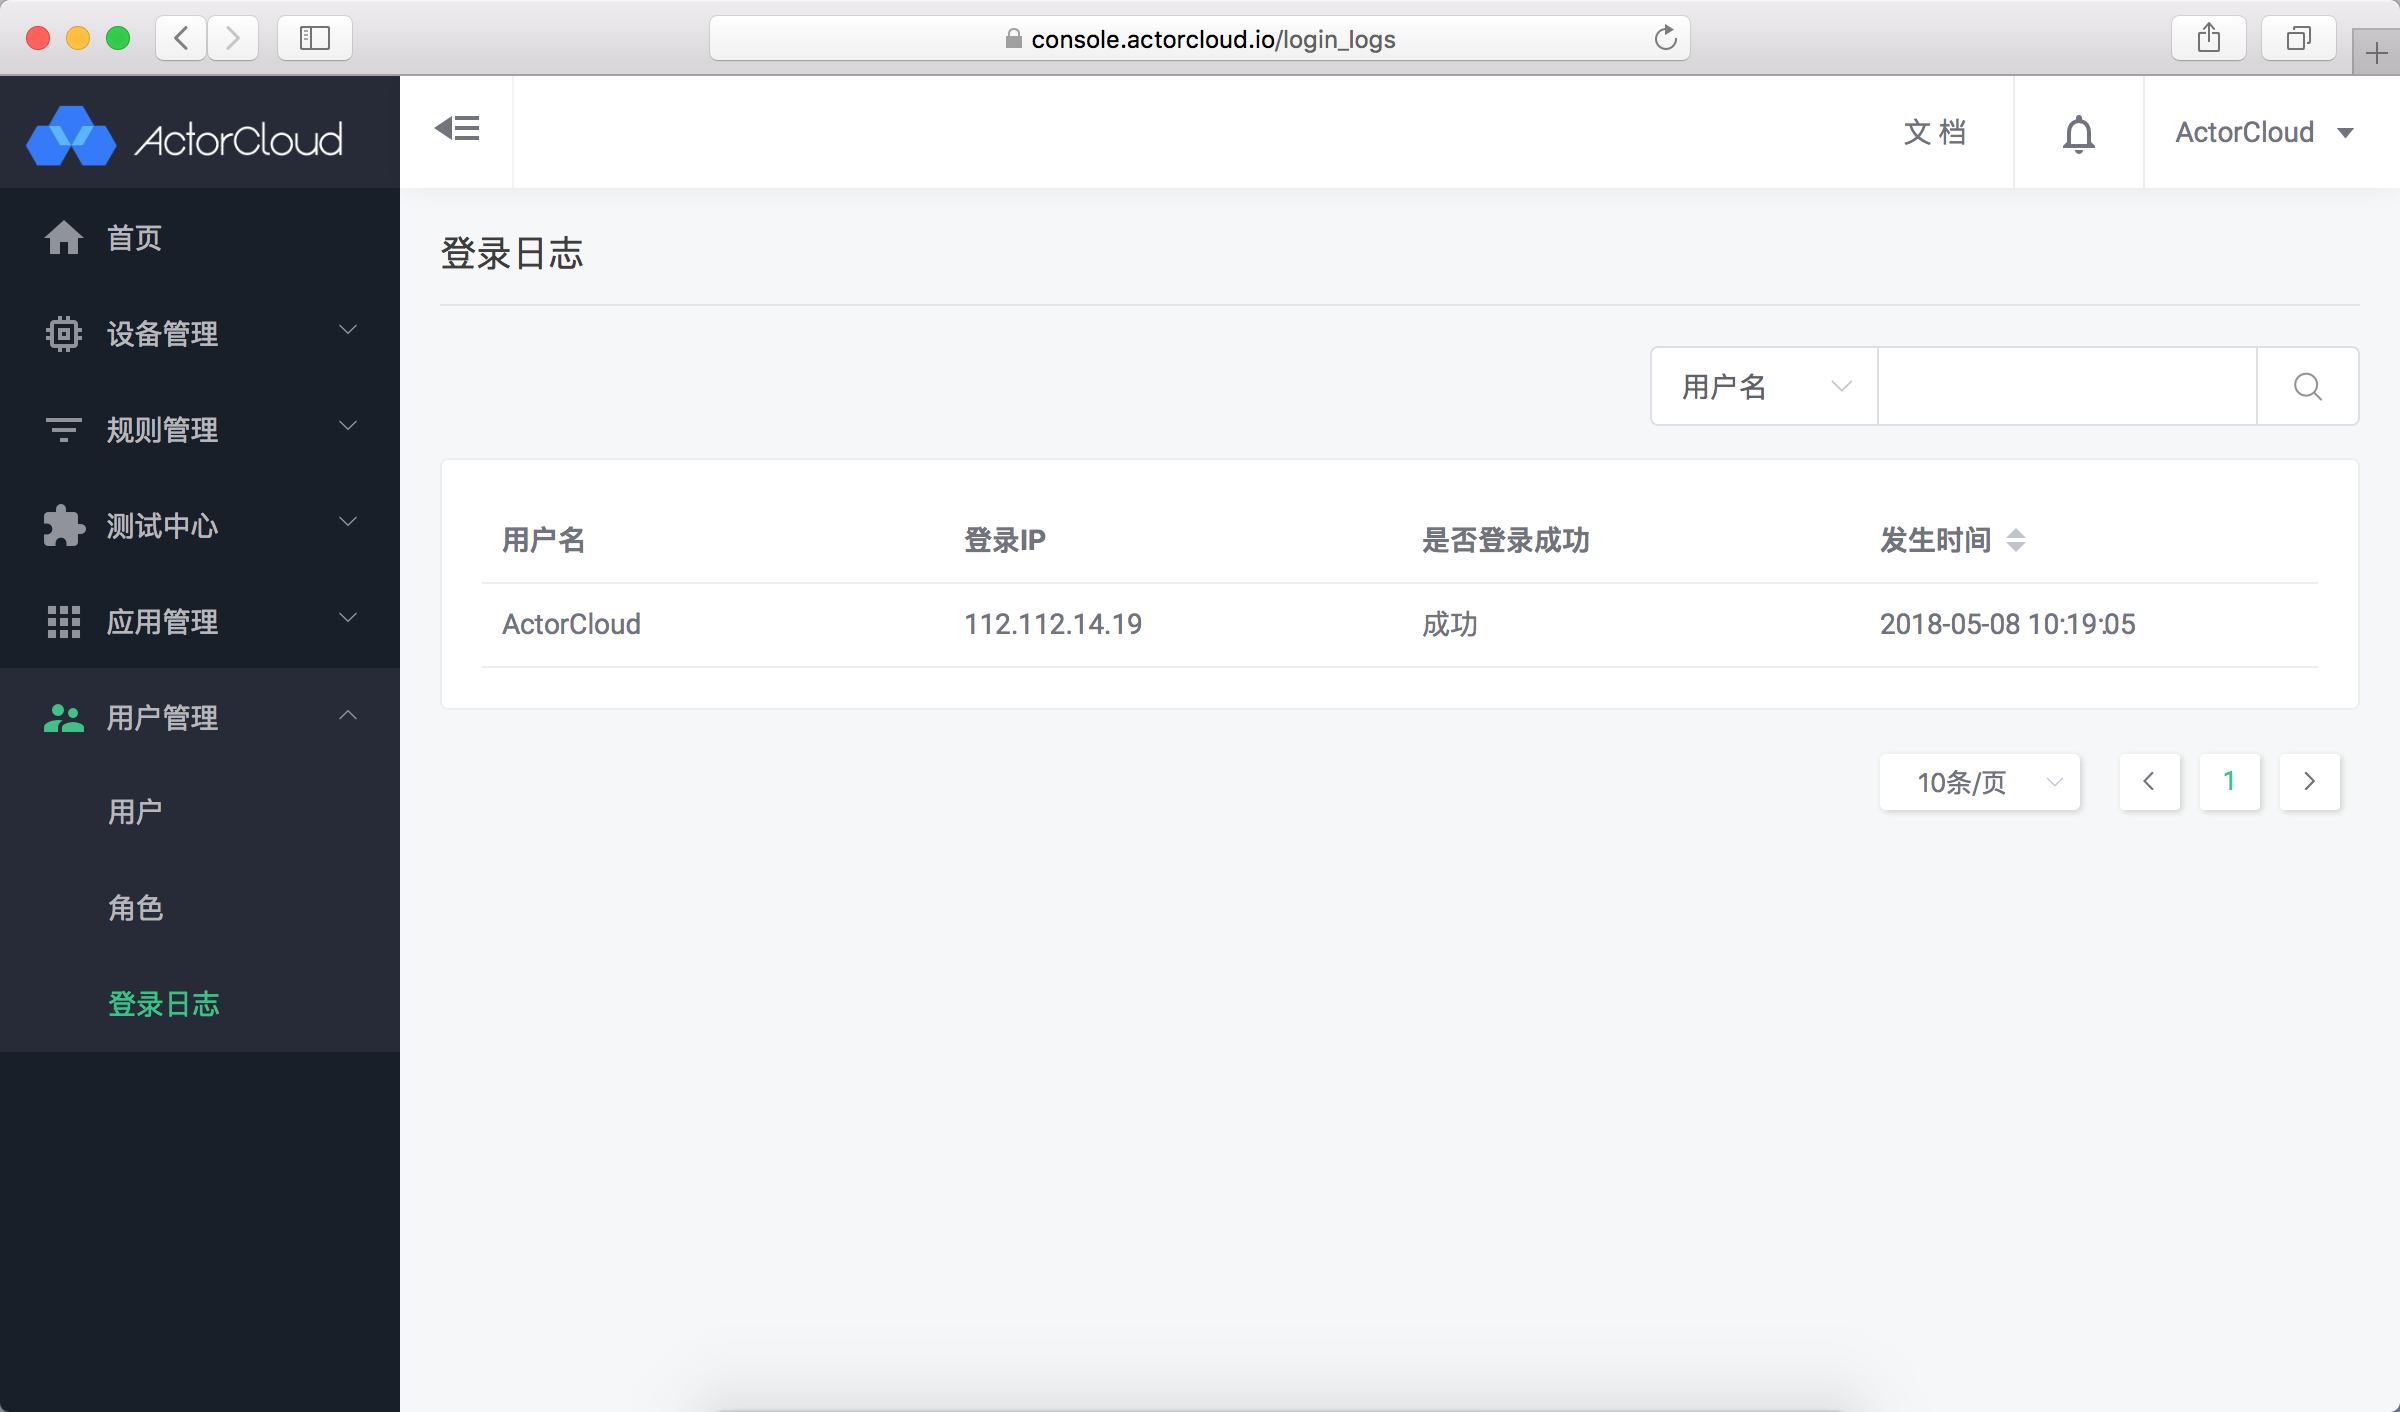 console.actorcloud.io/login_logs
ActorCloud
文 档
ActorCloud
首页
设备管理
规则管理
测试中心
应用管理
用户管理
用户
角色
登录日志
登录日志
用户名
用户名 登录IP 是否登录成功 发生时间
ActorCloud 112.112.14.19 成功 2018-05-08 10:19:05
10条/页 1